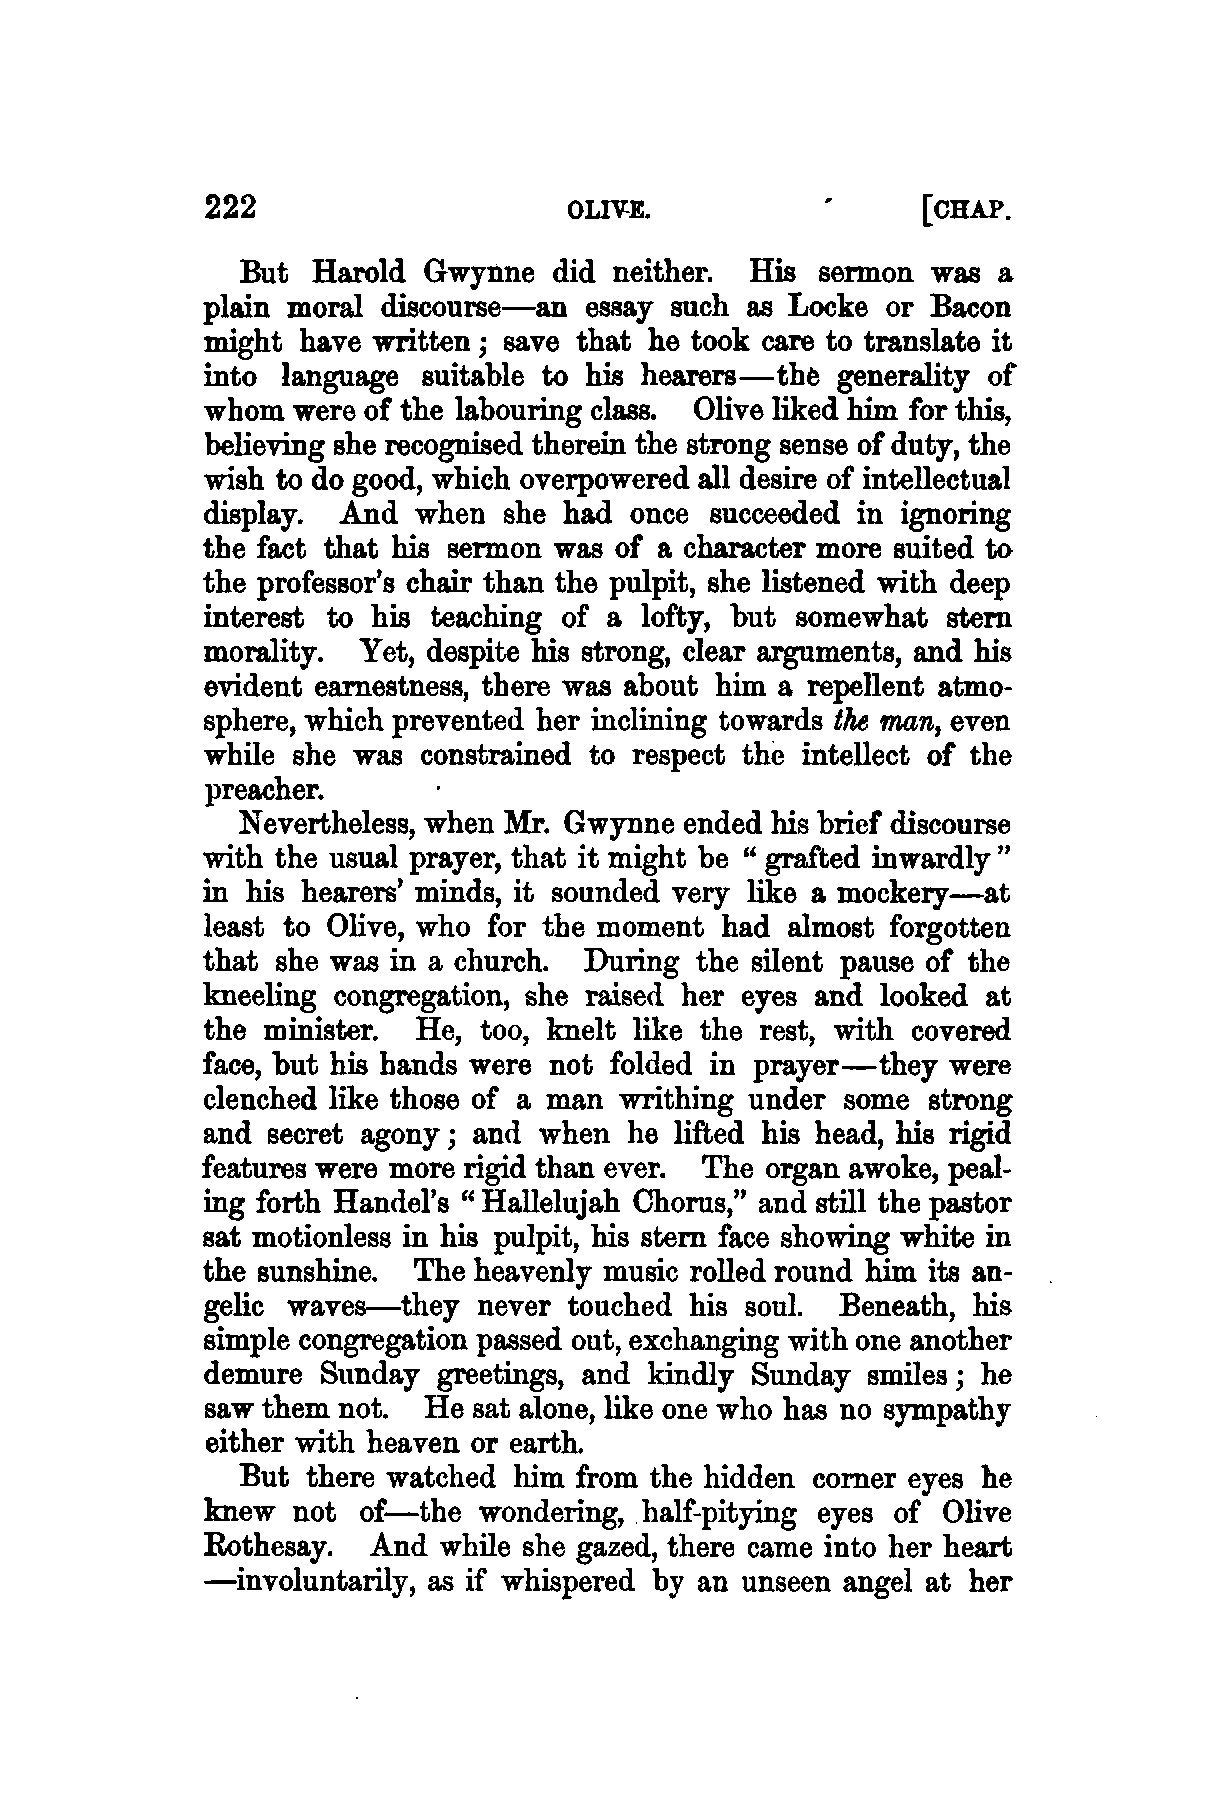 222 OLIVE. [CHAP.
But Harold Gwynne did neither. His sermon was a
plain moral discourse—an essay such as Locke or Bacon
might have written ; save that he took care to translate it
into language suitable to his hearers—the generality of
whom were of the labouring class. Olive liked him for this,
believing she recognised therein the strong sense of duty, the
wish to do good, which overpowered all desire of intellectual
display. And when she had once succeeded in ignoring
the fact that his sermon was of a character more suited to
the professor's chair than the pulpit, she listened with deep
interest to his teaching of a lofty, but somewhat stern
morality. Yet, despite his strong, clear arguments, and his
evident earnestness, there was about him a repellent atmo-
sphere, which prevented her inclining towards the man, even
while she was constrained to respect the intellect of the
preacher.
Nevertheless, when Mr. Gwynne ended his brief discourse
with the usual prayer, that it might be " grafted inwardly "
in his hearers' minds, it sounded very like a mockery—at
least to Olive, who for the moment had almost forgotten
that she was in a church. During the silent pause of the
kneeling congregation, she raised her eyes and looked at
the minister. He, too, knelt like the rest, with covered
face, but his hands were not folded in prayer—they were
clenched like those of a man writhing under some strong
and secret agony ; and when he lifted his head, his rigid
features were more rigid than ever. The organ awoke, peal-
ing forth Handel's " Hallelujah Chorus," and still the pastor
sat motionless in his pulpit, his stern face showing white in
the sunshine. The heavenly music rolled round him its an-
gelic waves—they never touched his soul. Beneath, his
simple congregation passed out, exchanging with one another
demure Sunday greetings, and kindly Sunday smiles ; he
saw them not. He sat alone, like one who has no sympathy
either with heaven or earth.
But there watched him from the hidden corner eyes he
knew not of—the wondering, half-pitying eyes of Olive
Rothesay. And while she gazed, there came into her heart
—involuntarily, as if whispered by an unseen angel at her